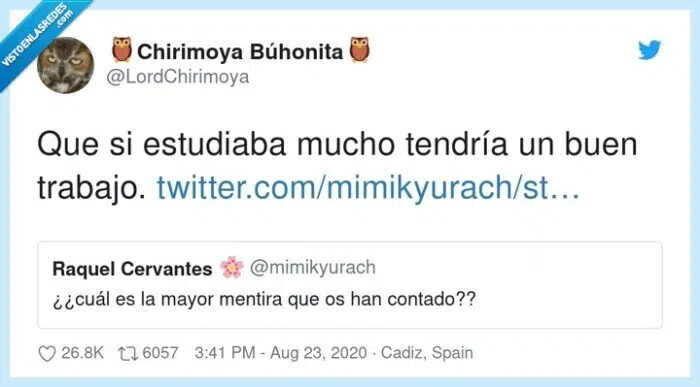 VISTOENLASREDES
.com
Chirimoya Búhonita
@LordChirimoya
Que si estudiaba mucho tendría un buen
trabajo. twitter.com/mimikyurach/st…
Raquel Cervantes @mimikyurach
¿¿cuál es la mayor mentira que os han contado??
26.8K 6057 3:41 PM - Aug 23, 2020 · Cadiz, Spain